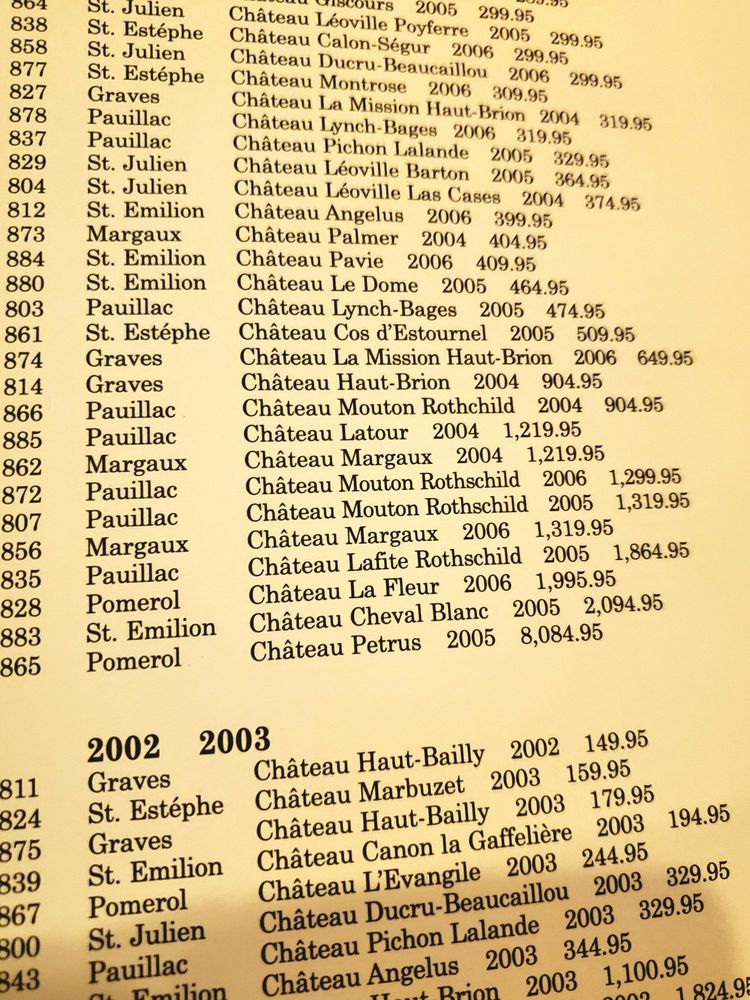 Giscours 2005 299.95
864 St. Julien Château Léoville Poyferre 2005 299.95
838 St. Estéphe Château Calon-Ségur 2006 299.95
858 St. Julien Château Ducru-Beaucaillou 2006 299.95
877 St. Estéphe Château Montrose 2006 309.95
827 Graves Château La Mission Haut-Brion 2004 319.95
878 Pauillac Château Lynch-Bages 2006 319.95
837 Pauillac Château Pichon Lalande 2005 329.95
829 St. Julien Château Léoville Barton 2005 364.95
804 St. Julien Château Léoville Las Cases 2004 374.95
812 St. Emilion Château Angelus 2006 399.95
873 Margaux Château Palmer 2004 404.95
884 St. Emilion Château Pavie 2006 409.95
880 St. Emilion Château Le Dome 2005 464.95
803 Pauillac Château Lynch-Bages 2005 474.95
861 St. Estéphe Château Cos d'Estournel 2005 509.95
874 Graves Château La Mission Haut-Brion 2006 649.95
814 Graves Château Haut-Brion 2004 904.95
866 Pauillac Château Mouton Rothchild 2004 904.95
885 Pauillac Château Latour 2004 1,219.95
862 Margaux Château Margaux 2004 1,219.95
872 Pauillac Château Mouton Rothschild 2006 1,299.95
807 Pauillac Château Mouton Rothschild 2005 1,319.95
856 Margaux Château Margaux 2006 1,319.95
835 Pauillac Château Lafite Rothschild 2005 1,864.95
828 Pomerol Château La Fleur 2006 1,995.95
883 St. Emilion Château Cheval Blanc 2005 2,094.95
865 Pomerol Château Petrus 2005 8,084.95
2002 2003
811 Graves Château Haut-Bailly 2002 149.95
824 St. Estéphe Château Marbuzet 2003 159.95
875 Graves Château Haut-Bailly 2003 179.95
839 St. Emilion Château Canon la Gaffelière 2003 194.95
867 Pomerol Château L'Evangile 2003 244.95
800 St. Julien Château Ducru-Beaucaillou 2003 329.95
843 Pauillac Château Pichon Lalande 2003 329.95
St. Emilion Château Angelus 2003 344.95
Haut Brion 2003 1,100.95
1,824.95